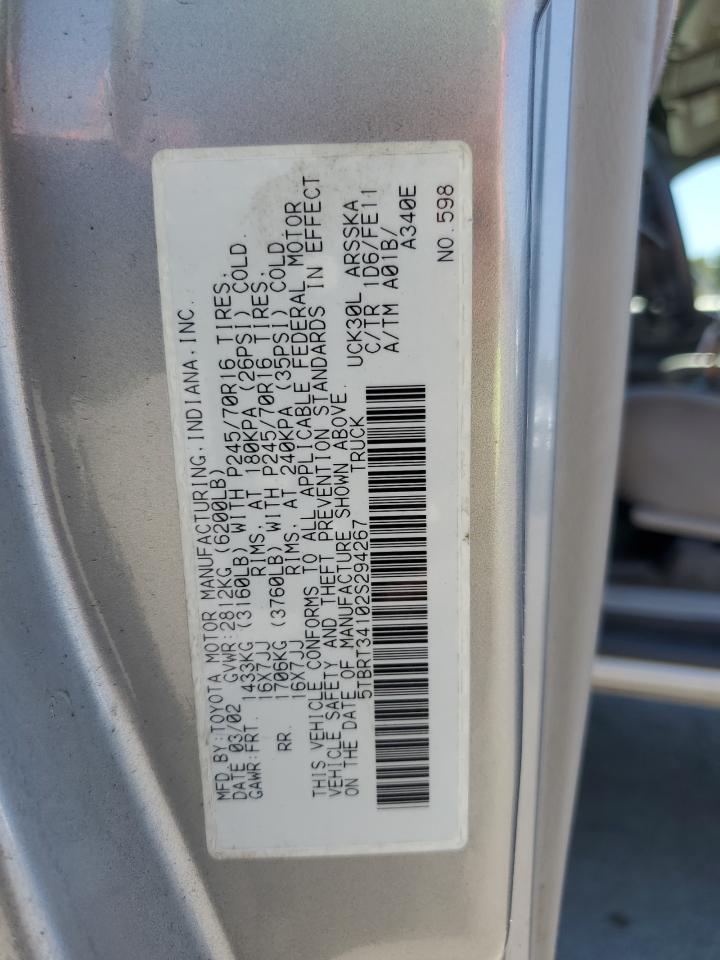 MFD.BY:TOYOTA MOTOR MANUFACTURING,INDIANA,INC.
DATE 03/02 GVWR:2812KG (6200LB)
GAWR:FRT. 1433KG (3160LB) WITH P245/70R16 TIRES,
16X7JJ RIMS, AT 180KPA (26PSI) COLD.
RR. 1706KG (3760LB) WITH P245/70R16 TIRES,
16X7JJ RIMS, AT 240KPA (35PSI) COLD.
THIS VEHICLE CONFORMS TO ALL APPLICABLE FEDERAL MOTOR
VEHICLE SAFETY AND THEFT PREVENTION STANDARDS IN EFFECT
ON THE DATE OF MANUFACTURE SHOWN ABOVE.
5TBRT34102S294267 TRUCK
UCK30L ARSSKA
C/TR 1D6/FE11
A/TM A01B/
A340E
NO.598